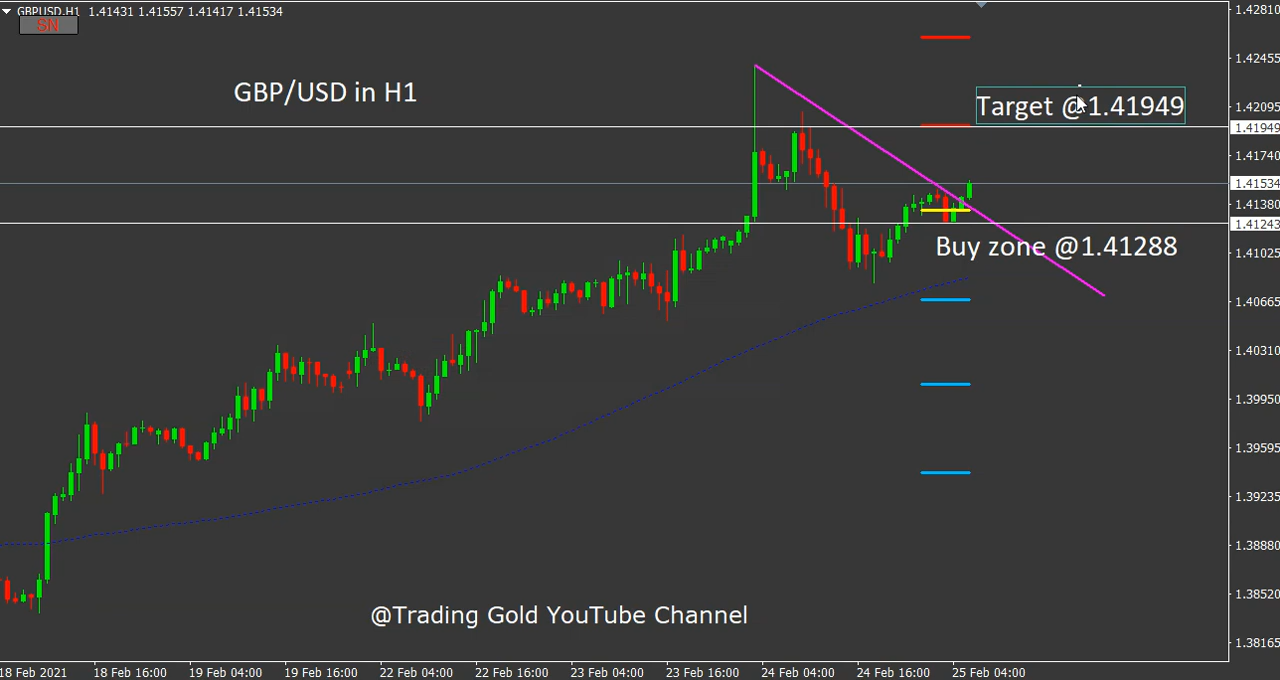 GBPUSD,H1 1.41431 1.41557 1.41417 1.41534
SN
GBP/USD in H1
Target @1.41949
Buy zone @1.41288
@Trading Gold YouTube Channel
1.42810
1.42455
1.42095
1.41949
1.41740
1.41534
1.41380
1.41243
1.41025
1.40665
1.40310
1.39950
1.39595
1.39235
1.38880
1.38520
1.38165
18 Feb 2021 18 Feb 16:00 19 Feb 04:00 19 Feb 16:00 22 Feb 04:00 22 Feb 16:00 23 Feb 04:00 23 Feb 16:00 24 Feb 04:00 24 Feb 16:00 25 Feb 04:00